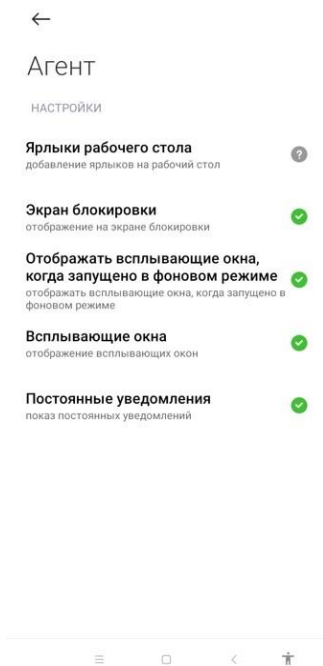 Агент
НАСТРОЙКИ
Ярлыки рабочего стола
добавление ярлыков на рабочий стол
?
Экран блокировки
отображение на экране блокировки
Отображать всплывающие окна,
когда запущено в фоновом режиме
отображать всплывающие окна, когда запущено в
фоновом режиме
Всплывающие окна
отображение всплывающих окон
Постоянные уведомления
показ постоянных уведомлений